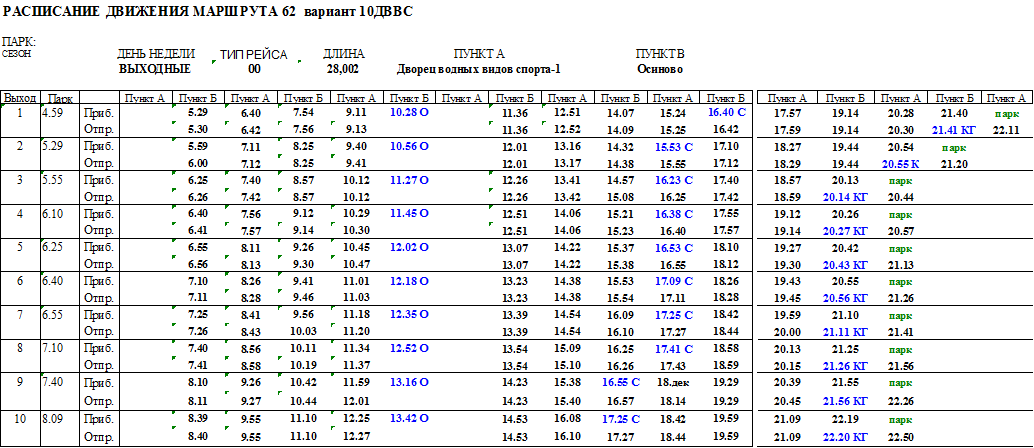 РАСПИСАНИЕ ДВИЖЕНИЯ МАРШРУТА 62 вариант 10ДВВС
ПАРК:
СЕЗОН
ДЕНЬ НЕДЕЛИ ТИП РЕЙСА ДЛИНА ПУНКТ А ПУНКТ В
ВЫХОДНЫЕ 00 28,002 Дворец водных видов спорта-1 Осиново
Выход Парк Пункт А Пункт Б Пункт А Пункт Б Пункт А Пункт Б Пункт А Пункт Б Пункт А Пункт Б Пункт А Пункт Б Пункт А Пункт Б Пункт А Пункт Б Пункт А
1 4.59 Приб. 5.29 6.40 7.54 9.11 10.28 О 11.36 12.51 14.07 15.24 16.40 С 17.57 19.14 20.28 21.40 парк
Отпр. 5.30 6.42 7.56 9.13 11.36 12.52 14.09 15.25 16.42 17.59 19.14 20.30 21.41 КГ 22.11
2 5.29 Приб. 5.59 7.11 8.25 9.40 10.56 О 12.01 13.16 14.32 15.53 С 17.10 18.27 19.44 20.54 парк
Отпр. 6.00 7.12 8.25 9.41 12.01 13.17 14.38 15.55 17.12 18.29 19.44 20.55 К 21.20
3 5.55 Приб. 6.25 7.40 8.57 10.12 11.27 О 12.26 13.41 14.57 16.23 С 17.40 18.57 20.13 парк
Отпр. 6.26 7.42 8.57 10.12 12.26 13.42 15.08 16.25 17.42 18.59 20.14 КГ 20.44
4 6.10 Приб. 6.40 7.56 9.12 10.29 11.45 О 12.51 14.06 15.21 16.38 С 17.55 19.12 20.26 парк
Отпр. 6.41 7.57 9.14 10.30 12.51 14.06 15.23 16.40 17.57 19.14 20.27 КГ 20.57
5 6.25 Приб. 6.55 8.11 9.26 10.45 12.02 О 13.07 14.22 15.37 16.53 С 18.10 19.27 20.42 парк
Отпр. 6.56 8.13 9.30 10.47 13.07 14.22 15.38 16.55 18.12 19.30 20.43 КГ 21.13
6 6.40 Приб. 7.10 8.26 9.41 11.01 12.18 О 13.23 14.38 15.53 17.09 С 18.26 19.43 20.55 парк
Отпр. 7.11 8.28 9.46 11.03 13.23 14.38 15.54 17.11 18.28 19.45 20.56 КГ 21.26
7 6.55 Приб. 7.25 8.41 9.56 11.18 12.35 О 13.39 14.54 16.09 17.25 С 18.42 19.59 21.10 парк
Отпр. 7.26 8.43 10.03 11.20 13.39 14.54 16.10 17.27 18.44 20.00 21.11 КГ 21.41
8 7.10 Приб. 7.40 8.56 10.11 11.34 12.52 О 13.54 15.09 16.25 17.41 С 18.58 20.13 21.25 парк
Отпр. 7.41 8.58 10.19 11.37 13.54 15.10 16.26 17.43 18.59 20.15 21.26 КГ 21.56
9 7.40 Приб. 8.10 9.26 10.42 11.59 13.16 О 14.23 15.38 16.55 С 18.дек 19.29 20.39 21.55 парк
Отпр. 8.11 9.27 10.44 12.01 14.23 15.40 16.57 18.14 19.29 20.45 21.56 КГ 22.26
10 8.09 Приб. 8.39 9.55 11.10 12.25 13.42 О 14.53 16.08 17.25 С 18.42 19.59 21.09 22.19 парк
Отпр. 8.40 9.55 11.10 12.27 14.53 16.10 17.27 18.44 19.59 21.09 22.20 КГ 22.50